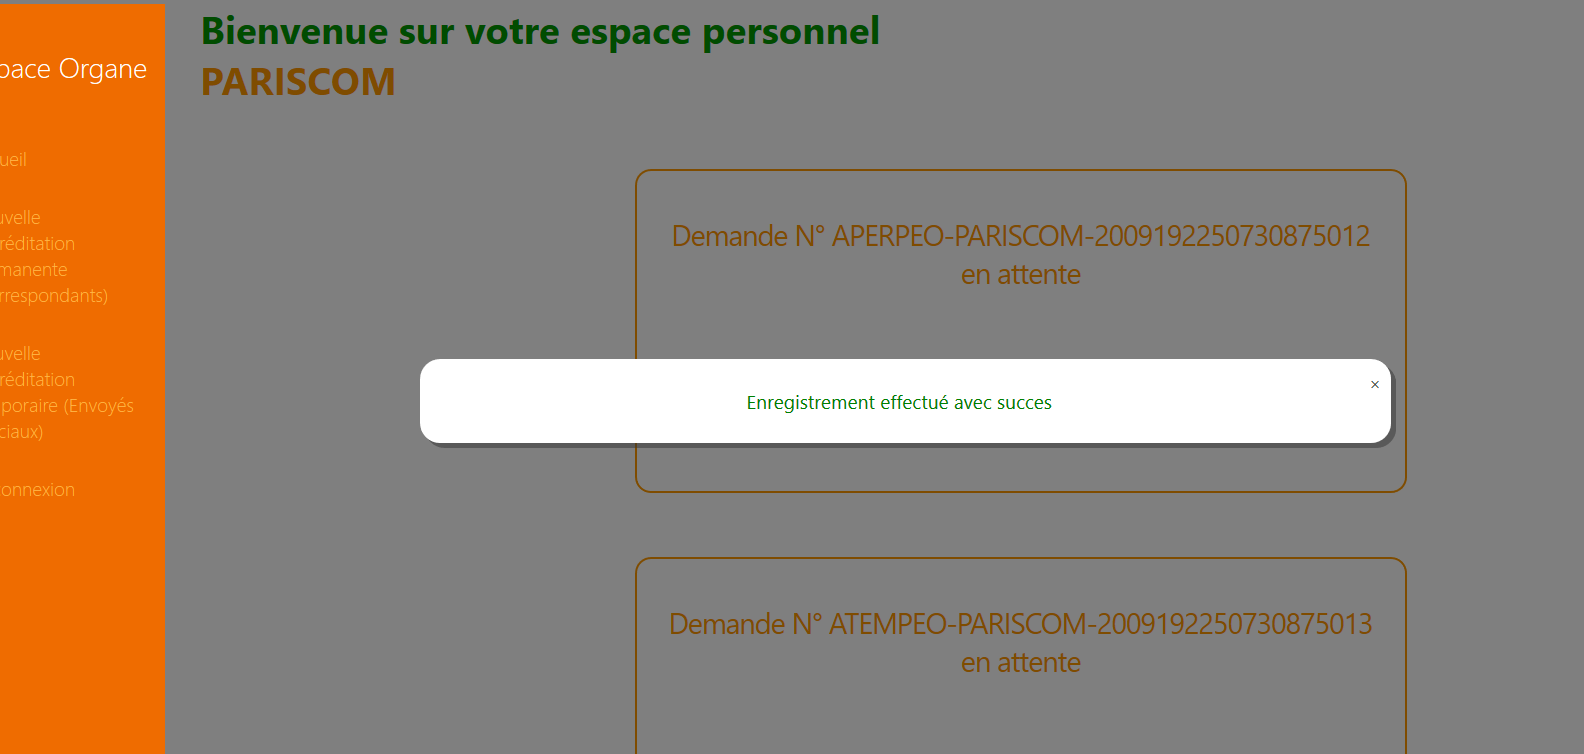 Bienvenue sur votre espace personnel
PARISCOM
pace Organe
ueil
uvelle
réditation
manente
rrespondants)
uvelle
réditation
poraire (Envoyés
ciaux)
connexion
Demande N° APERPEO-PARISCOM-2009192250730875012
en attente
×
Enregistrement effectué avec succes
Demande N° ATEMPEO-PARISCOM-2009192250730875013
en attente